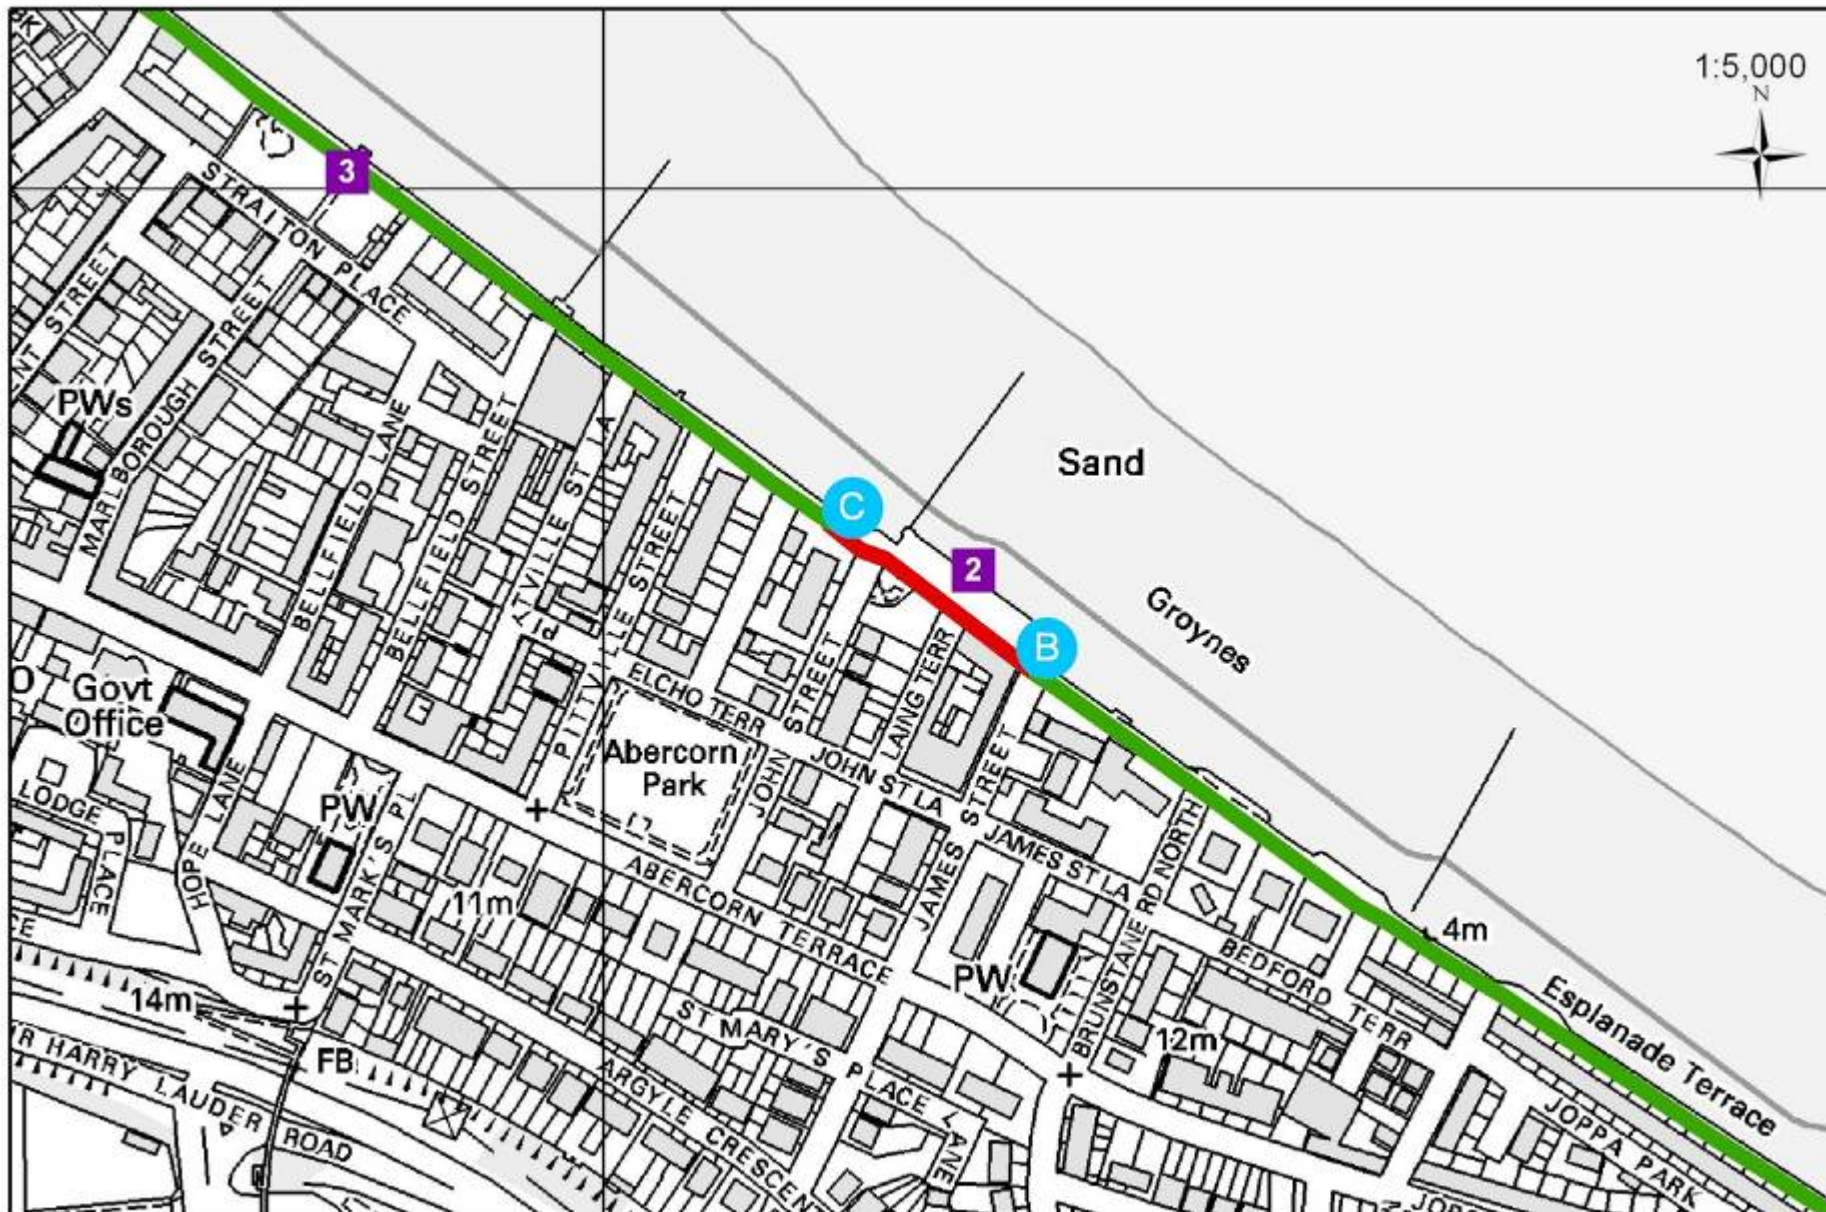 1:5,000
N
3
STRAITON PLACE
STREET
PWs
MARLBOROUGH STREET
BELLFIELD LANE
BELLFIELD STREET
PITTVILLE ST LA
PITTVILLE STREET
C
Sand
2
Groynes
B
ELCHO TERR
JOHN STREET
LAING TERR
Govt
Office
Abercorn
Park
JOHN ST LA
JAMES STREET
JAMES ST LA
BRUNSTANE RD NORTH
LODGE PLACE
HOPE LANE
PW
ST MARK'S PL
11m
ABERCORN TERRACE
PW
BEDFORD TERR
4m
Esplanade Terrace
14m
FB
ST MARY'S PLACE LANE
12m
HARRY LAUDER ROAD
ARGYLE CRESCENT
JOPPA PARK